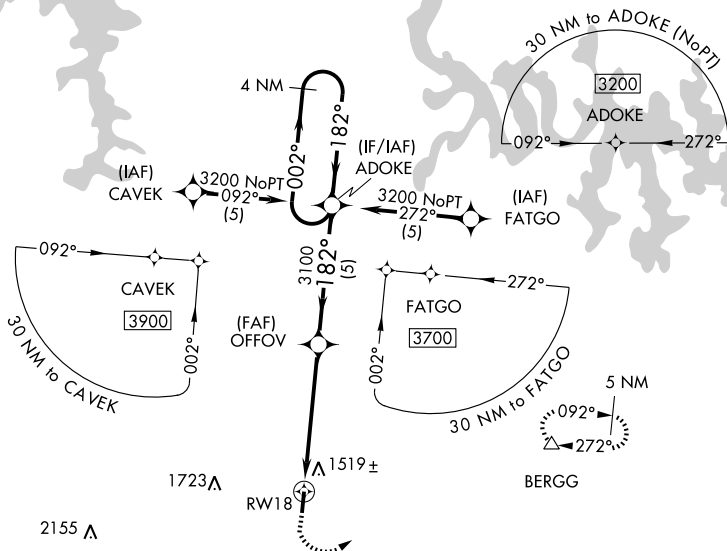 30 NM to ADOKE (NoPT)
3200
ADOKE
092°
272°
4 NM
182°
002°
(IF/IAF)
ADOKE
(IAF)
CAVEK
3200 NoPT
092°
(5)
3200 NoPT
272°
(5)
(IAF)
FATGO
3100
182°
(5)
092°
CAVEK
3900
002°
30 NM to CAVEK
(FAF)
OFFOV
272°
FATGO
3700
002°
30 NM to FATGO
5 NM
092°
272°
BERGG
1519±
1723
RW18
2155